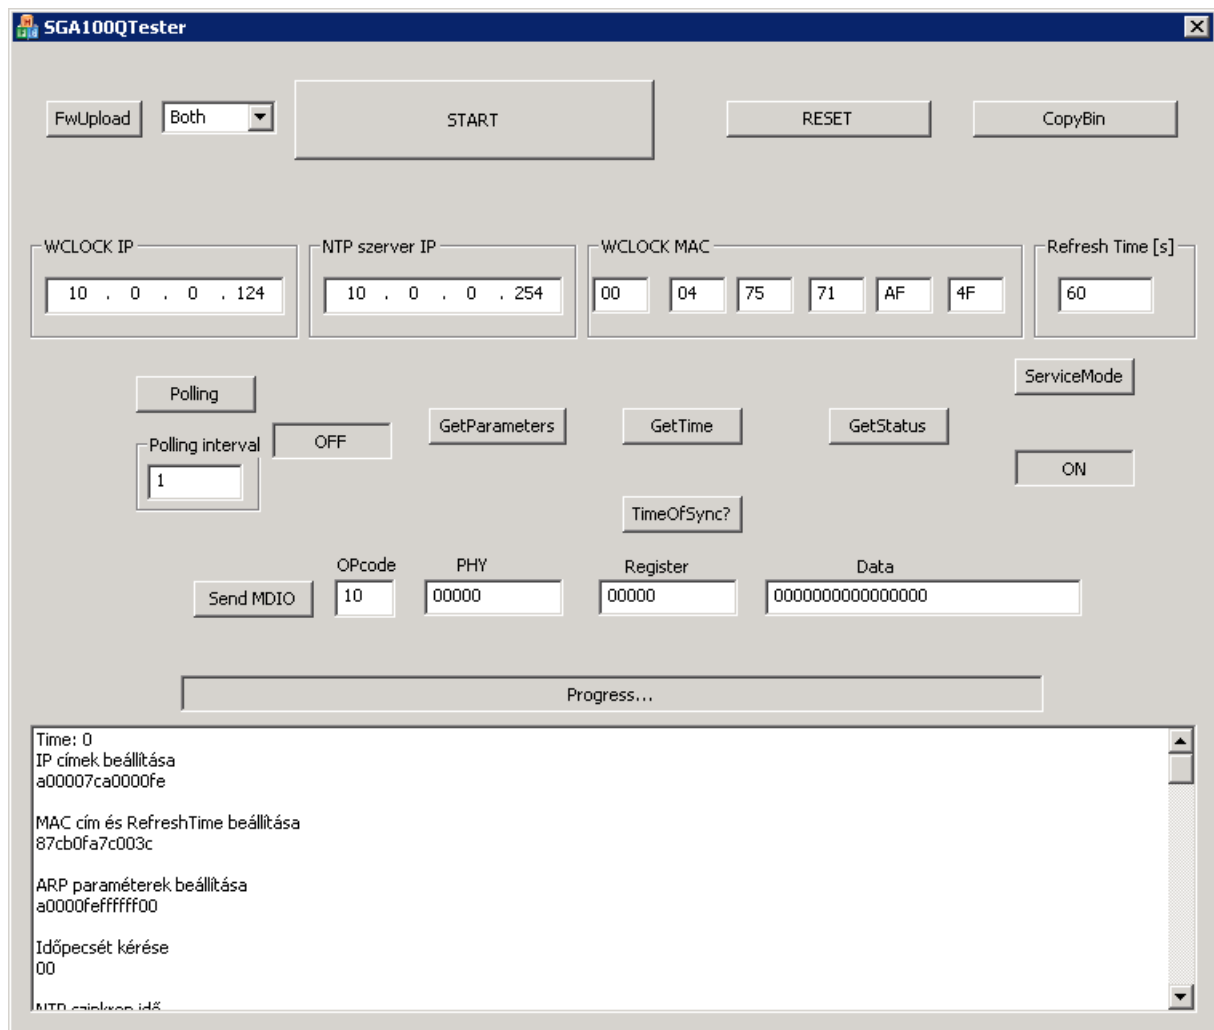 SGA100QTester
FwUpload Both START RESET CopyBin
WCLOCK IP NTP szerver IP WCLOCK MAC Refresh Time [s]
10 . 0 . 0 . 124 10 . 0 . 0 . 254 00 04 75 71 AF 4F 60
ServiceMode
Polling
GetParameters GetTime GetStatus
Polling interval OFF
ON
1
TimeOfSync?
OPcode PHY Register Data
Send MDIO 10 00000 00000 0000000000000000
Progress...
Time: 0
IP címek beállítása
a00007ca0000fe
MAC cím és RefreshTime beállítása
87cb0fa7c003c
ARP paraméterek beállítása
a0000feffffff00
Időpecsét kérése
00
NTP szinkron idő